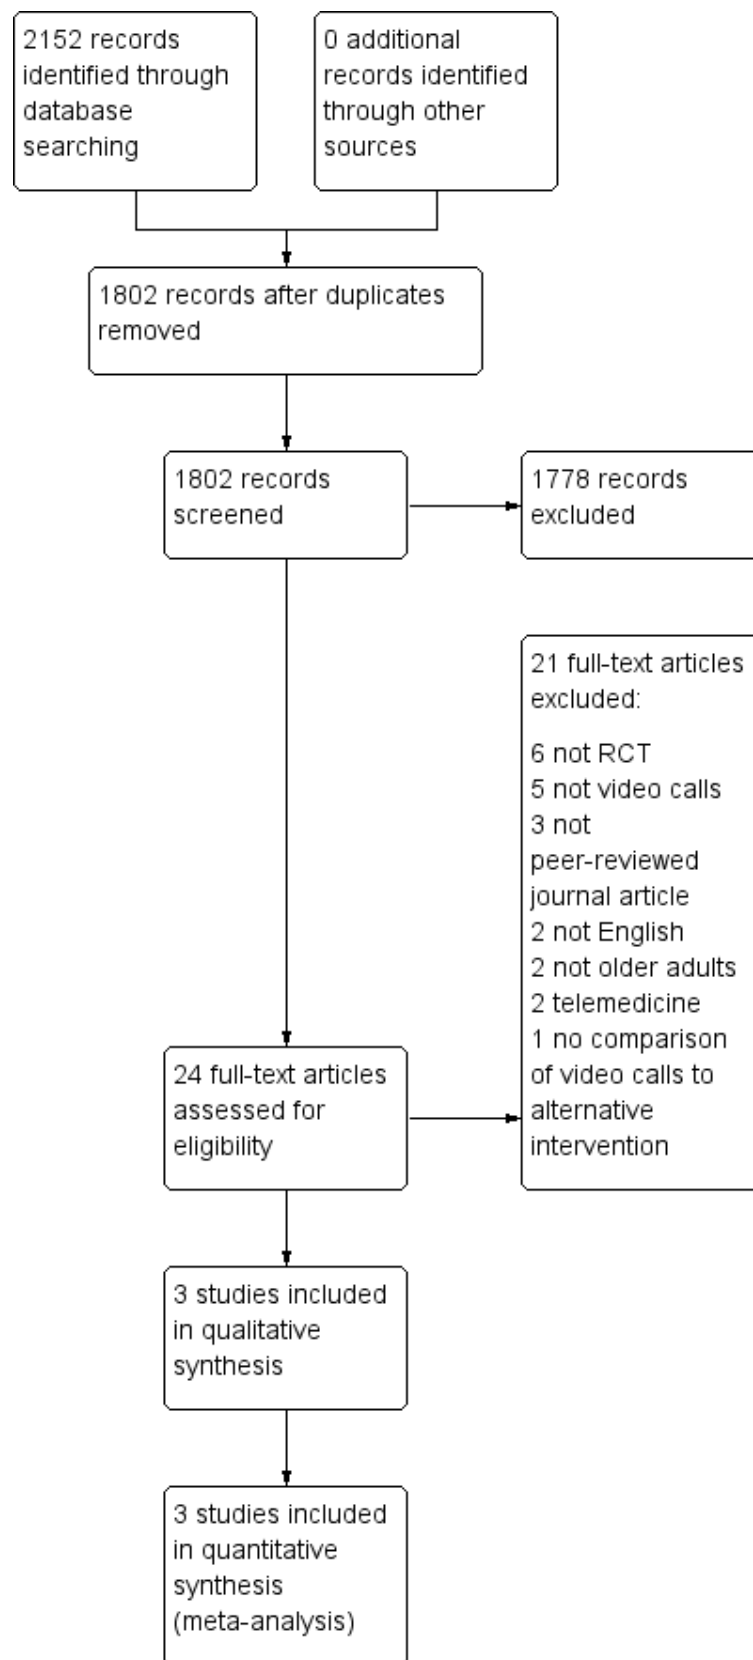 2152 records
identified through
database
searching
0 additional
records identified
through other
sources
1802 records after duplicates
removed
1802 records
screened
1778 records
excluded
21 full-text articles
excluded:
6 not RCT
5 not video calls
3 not
peer-reviewed
journal article
2 not English
2 not older adults
2 telemedicine
1 no comparison
of video calls to
alternative
intervention
24 full-text articles
assessed for
eligibility
3 studies included
in qualitative
synthesis
3 studies included
in quantitative
synthesis
(meta-analysis)